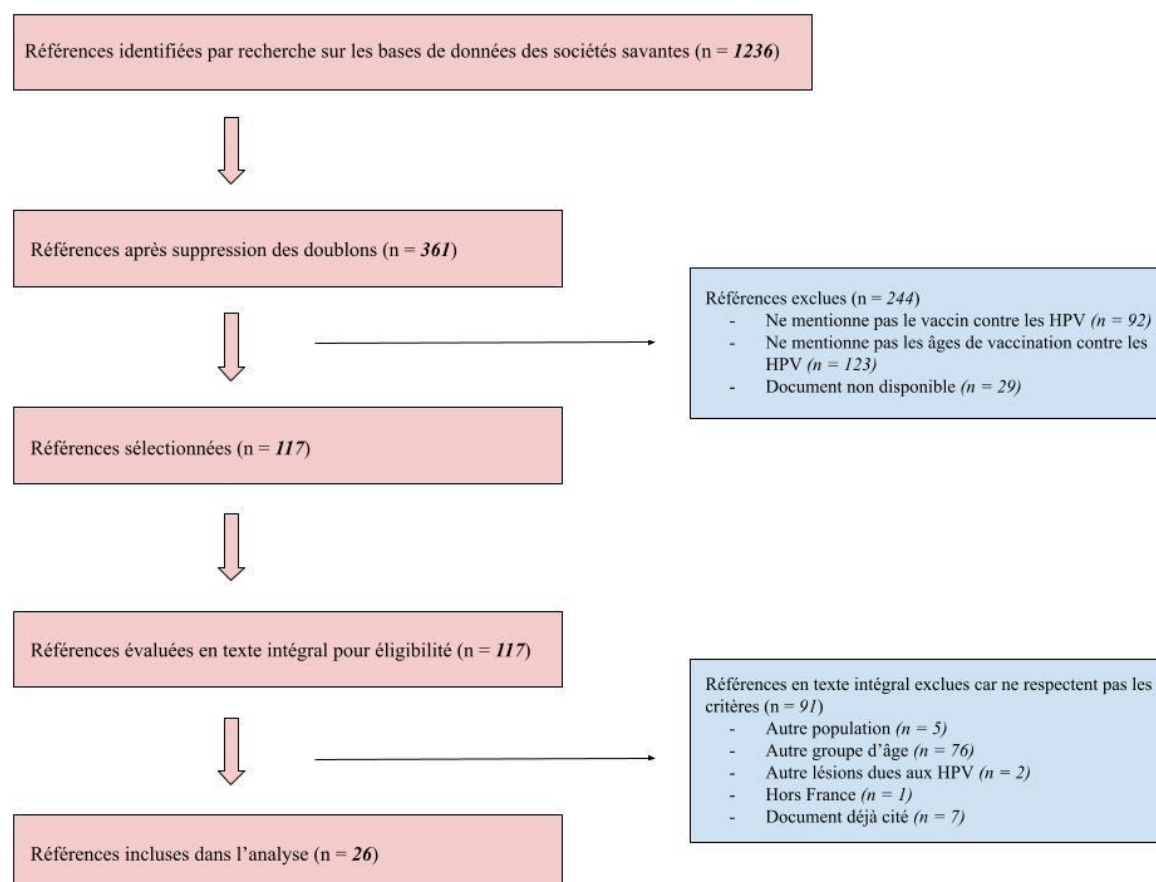 Références identifiées par recherche sur les bases de données des sociétés savantes (n = 1236)
Références après suppression des doublons (n = 361)
Références exclues (n = 244)
- Ne mentionne pas le vaccin contre les HPV (n = 92)
- Ne mentionne pas les âges de vaccination contre les
HPV (n = 123)
- Document non disponible (n = 29)
Références sélectionnées (n = 117)
Références évaluées en texte intégral pour éligibilité (n = 117)
Références en texte intégral exclues car ne respectent pas les
critères (n = 91)
- Autre population (n = 5)
- Autre groupe d’âge (n = 76)
- Autre lésions dues aux HPV (n = 2)
- Hors France (n = 1)
- Document déjà cité (n = 7)
Références incluses dans l’analyse (n = 26)